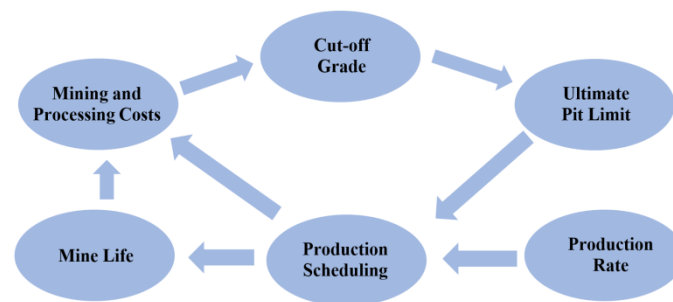 Cut-off
Grade
Mining and
Processing Costs
Ultimate
Pit Limit
Mine Life
Production
Scheduling
Production
Rate